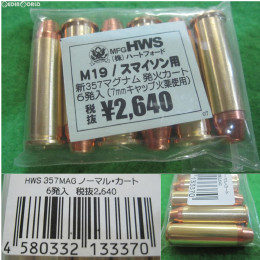 MFG HWS
(株)ハートフォード
M19/スマイソン用
新357マグナム 発火カート
6発入(7mmキャップ火薬使用)
税抜 ¥2,640
HWS 357MAG ノーマル・カート
6発入 税抜2,640
4 580332 133370